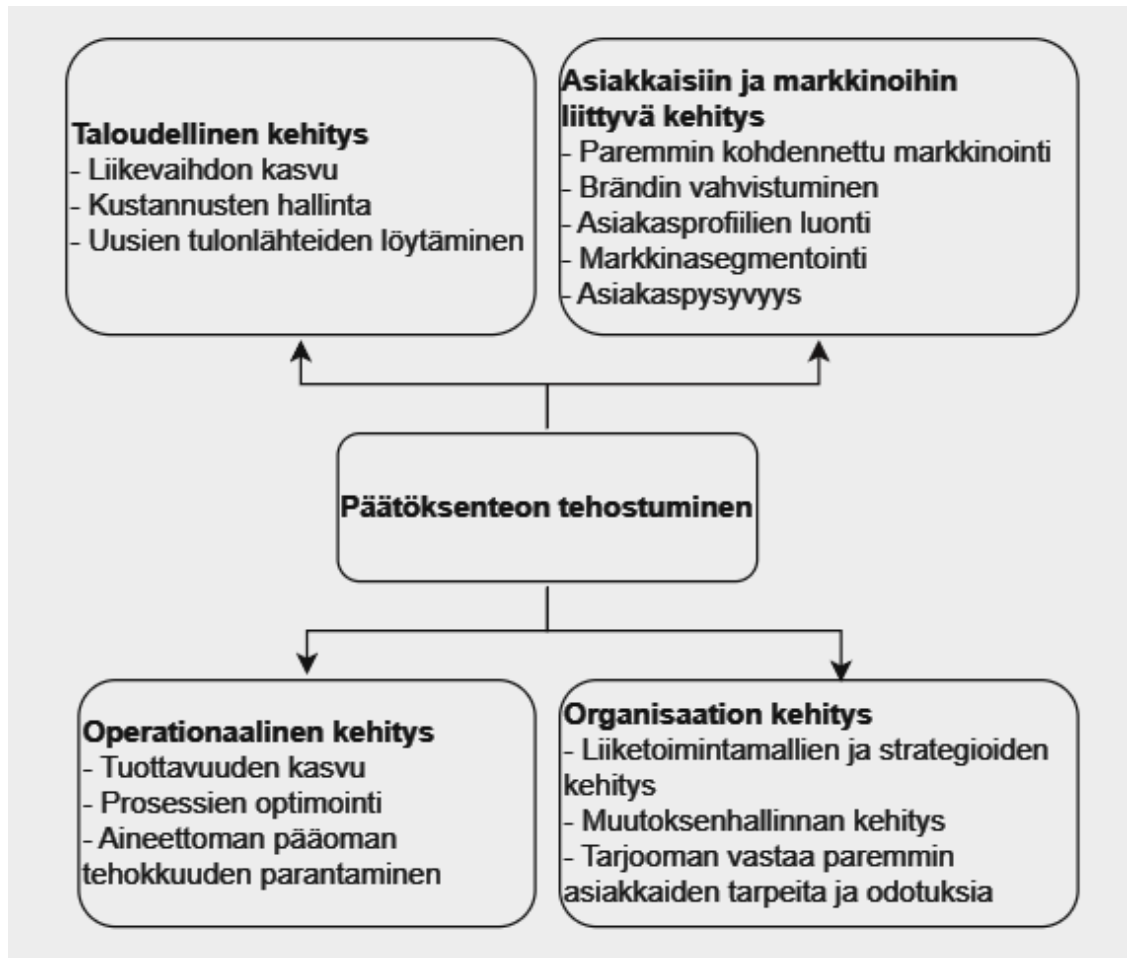 Taloudellinen kehitys
- Liikevaihdon kasvu
- Kustannusten hallinta
- Uusien tulonlähteiden löytäminen
Asiakkaisiin ja markkinoihin
liittyvä kehitys
- Paremmin kohdennettu markkinointi
- Brändin vahvistuminen
- Asiakasprofiilien luonti
- Markkinasegmentointi
- Asiakaspysyvyys
Päätöksenteon tehostuminen
Operationaalinen kehitys
- Tuottavuuden kasvu
- Prosessien optimointi
- Aineettoman pääoman
tehokkuuden parantaminen
Organisaation kehitys
- Liiketoimintamallien ja strategioiden
kehitys
- Muutoksenhallinnan kehitys
- Tarjooman vastaa paremmin
asiakkaiden tarpeita ja odotuksia